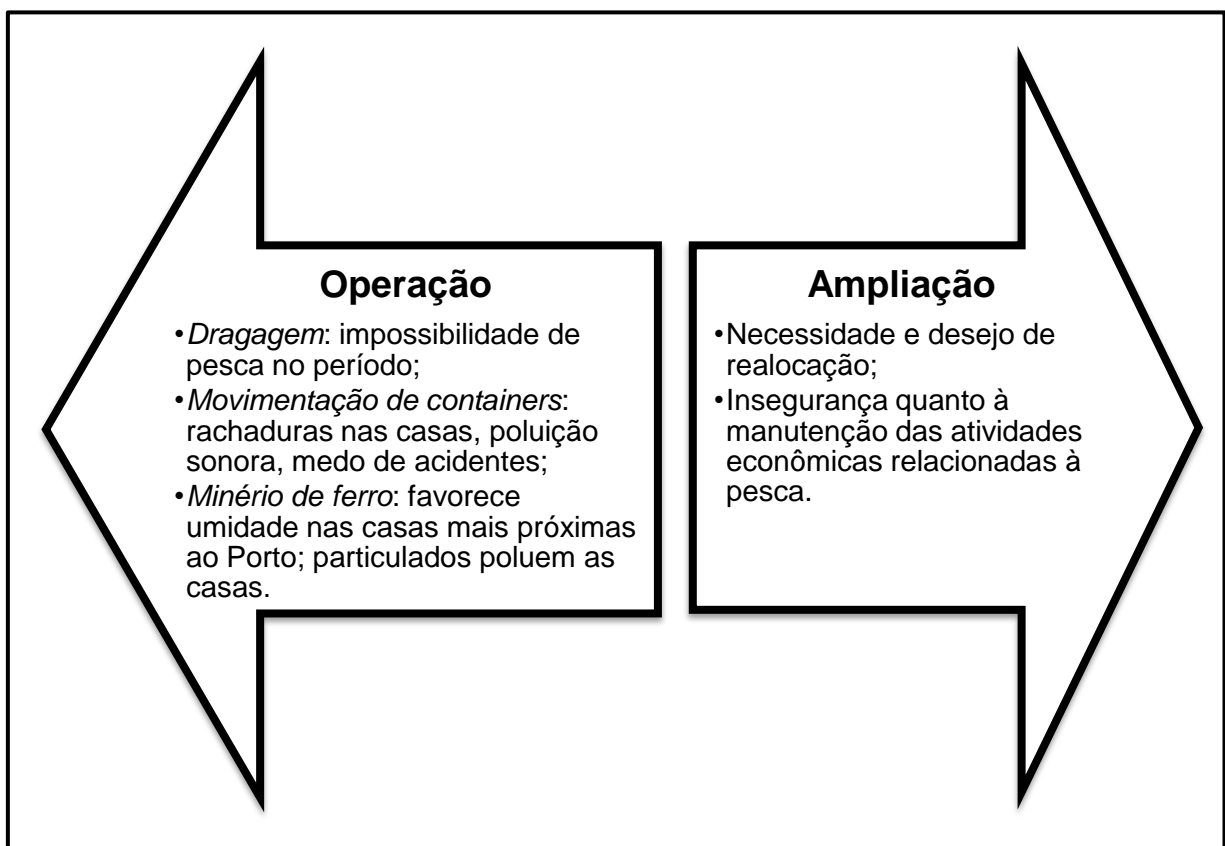 Operação
•Dragagem: impossibilidade de
pesca no período;
•Movimentação de containers:
rachaduras nas casas, poluição
sonora, medo de acidentes;
•Minério de ferro: favorece
umidade nas casas mais próximas
ao Porto; particulados poluem as
casas.
Ampliação
•Necessidade e desejo de
realocação;
•Insegurança quanto à
manutenção das atividades
econômicas relacionadas à
pesca.